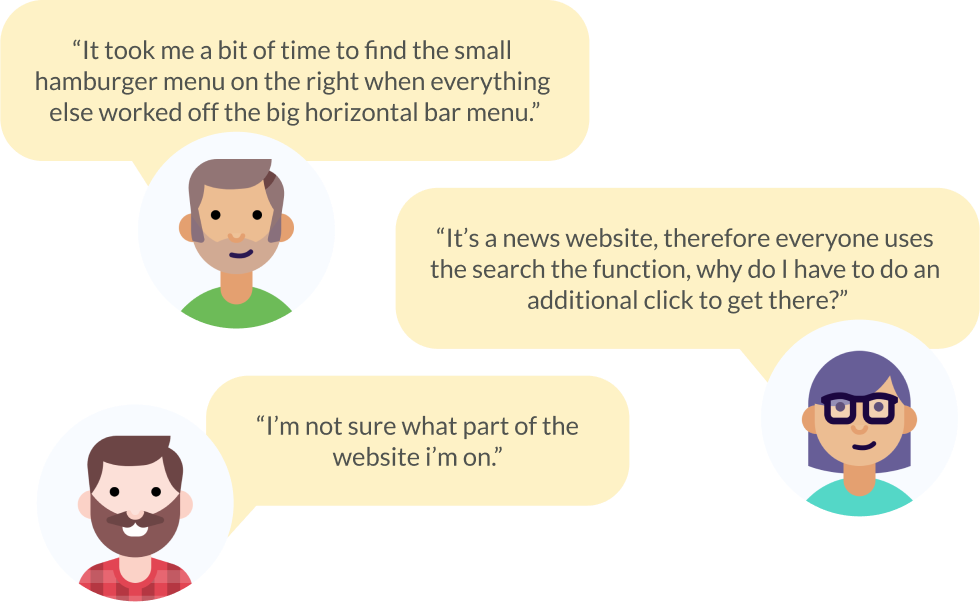 “It took me a bit of time to find the small
hamburger menu on the right when everything
else worked off the big horizontal bar menu.”
“It’s a news website, therefore everyone uses
the search the function, why do I have to do an
additional click to get there?”
“I’m not sure what part of the
website i’m on.”